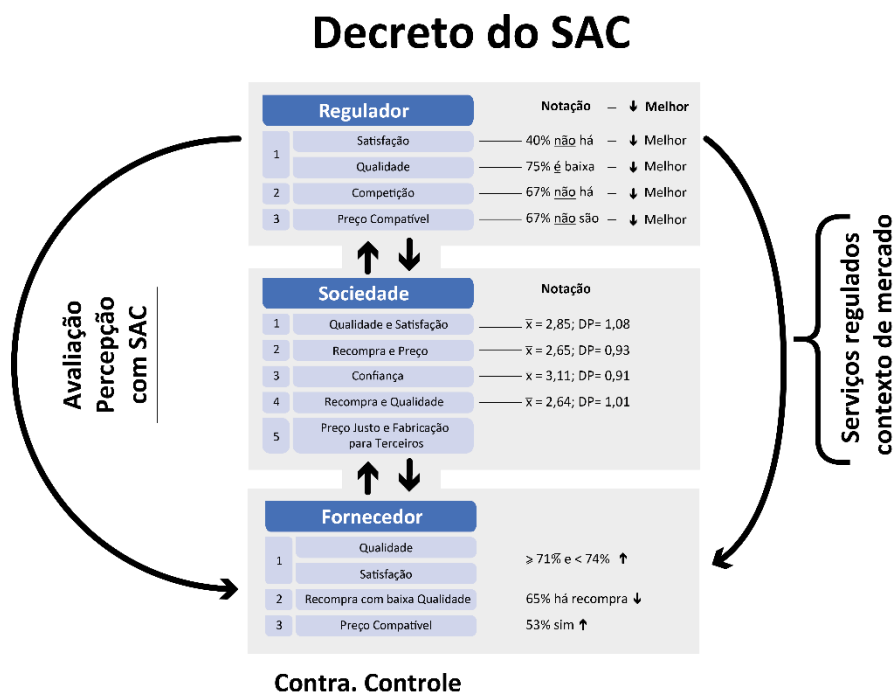 Decreto do SAC
Regulador
Notação – ↓ Melhor
1
Satisfação
40% não há – ↓ Melhor
Qualidade
75% é baixa – ↓ Melhor
2
Competição
67% não há – ↓ Melhor
3
Preço Compatível
67% não são – ↓ Melhor
Sociedade
Notação
1
Qualidade e Satisfação
x̅ = 2,85; DP= 1,08
2
Recompra e Preço
x̅ = 2,65; DP= 0,93
3
Confiança
x = 3,11; DP= 0,91
4
Recompra e Qualidade
x̅ = 2,64; DP= 1,01
5
Preço Justo e Fabricação
para Terceiros
Fornecedor
1
Qualidade
Satisfação
⩾ 71% e < 74% ↑
2
Recompra com baixa Qualidade
65% há recompra ↓
3
Preço Compatível
53% sim ↑
Avaliação
Percepção
com SAC
Serviços regulados
contexto de mercado
Contra. Controle